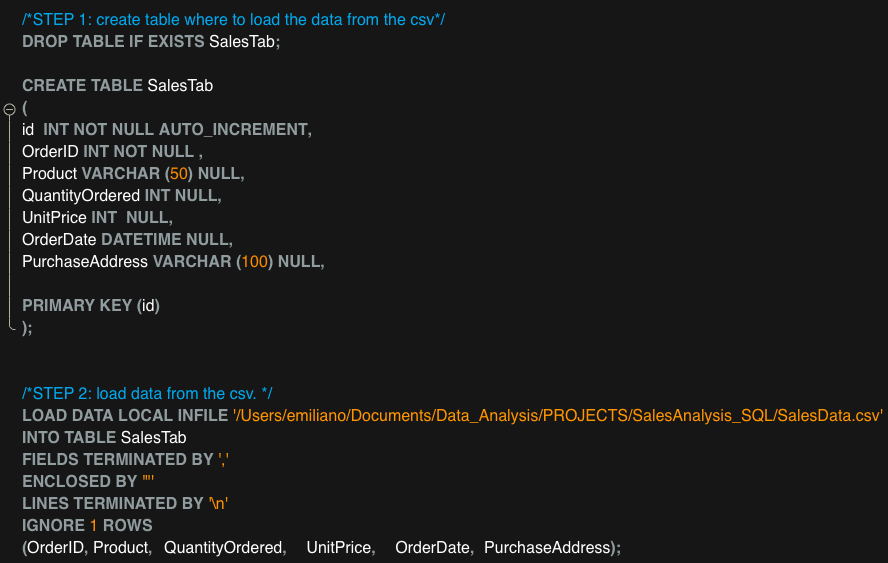 /*STEP 1: create table where to load the data from the csv*/
DROP TABLE IF EXISTS SalesTab;
CREATE TABLE SalesTab
(
id  INT NOT NULL AUTO_INCREMENT,
OrderID INT NOT NULL ,
Product VARCHAR (50) NULL,
QuantityOrdered INT NULL,
UnitPrice INT  NULL,
OrderDate DATETIME NULL,
PurchaseAddress VARCHAR (100) NULL,
PRIMARY KEY (id)
);
/*STEP 2: load data from the csv. */
LOAD DATA LOCAL INFILE '/Users/emiliano/Documents/Data_Analysis/PROJECTS/SalesAnalysis_SQL/SalesData.csv'
INTO TABLE SalesTab
FIELDS TERMINATED BY ','
ENCLOSED BY '"'
LINES TERMINATED BY '\n'
IGNORE 1 ROWS
(OrderID, Product,  QuantityOrdered,   UnitPrice,    OrderDate,  PurchaseAddress);